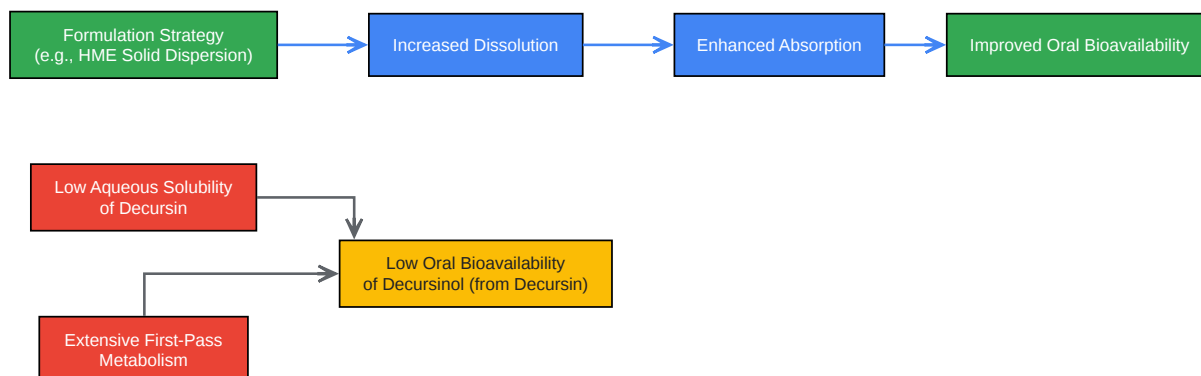 Formulation Strategy
(e.g., HME Solid Dispersion)
Increased Dissolution
Enhanced Absorption
Improved Oral Bioavailability
Low Aqueous Solubility
of Decursin
Low Oral Bioavailability
of Decursinol (from Decursin)
Extensive First-Pass
Metabolism